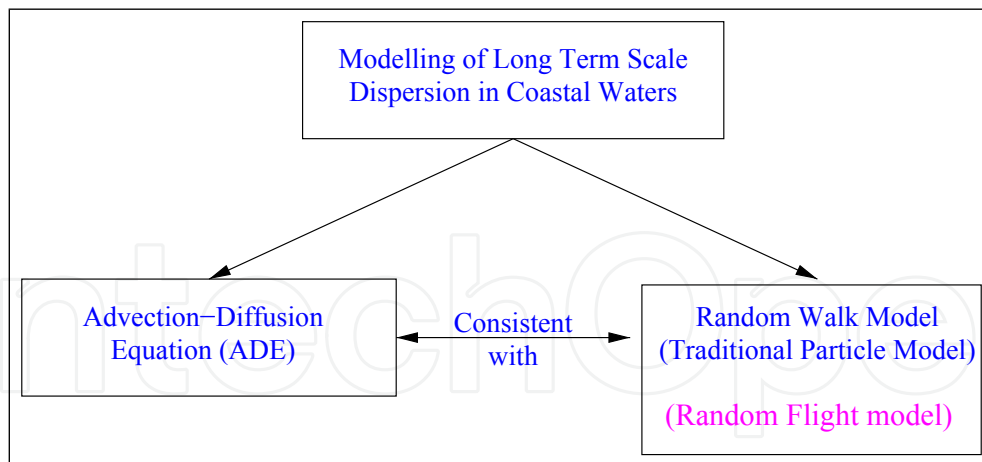 Modelling of Long Term Scale
Dispersion in Coastal Waters
Advection−Diffusion
Equation (ADE)
Consistent
with
Random Walk Model
(Traditional Particle Model)
(Random Flight model)
ntechOpe